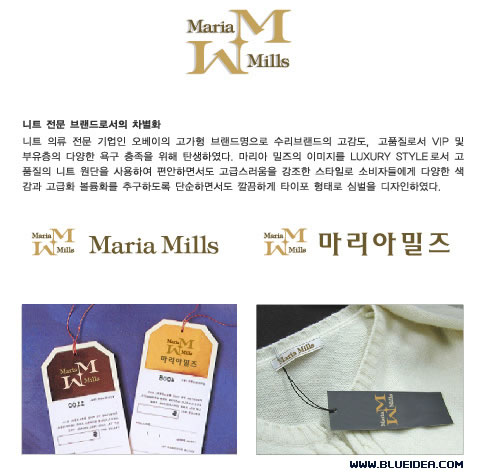 Maria M
M Mills
니트 전문 브랜드로서의 차별화
니트 의류 전문 기업인 오베이의 고가형 브랜드명으로 수리브랜드의 고감도, 고품질로서 VIP 및
부유층의 다양한 욕구 충족을 위해 탄생하였다. 마리아 밀즈의 이미지를 LUXURY STYLE로서 고
품질의 니트 원단을 사용하여 편안하면서도 고급스러움을 강조한 스타일로 소비자들에게 다양한 색
감과 고급화 볼륨화를 추구하도록 단순하면서도 깔끔하게 타이포 형태로 심벌을 디자인하였다.
Maria M
M Mills
Maria Mills
Maria M
M Mills
마리아밀즈
Maria M
M Mills
Maria M
M Mills
마리아밀즈
Maria Mills
Maria M
M Mills
WWW.BLUEIDEA.COM